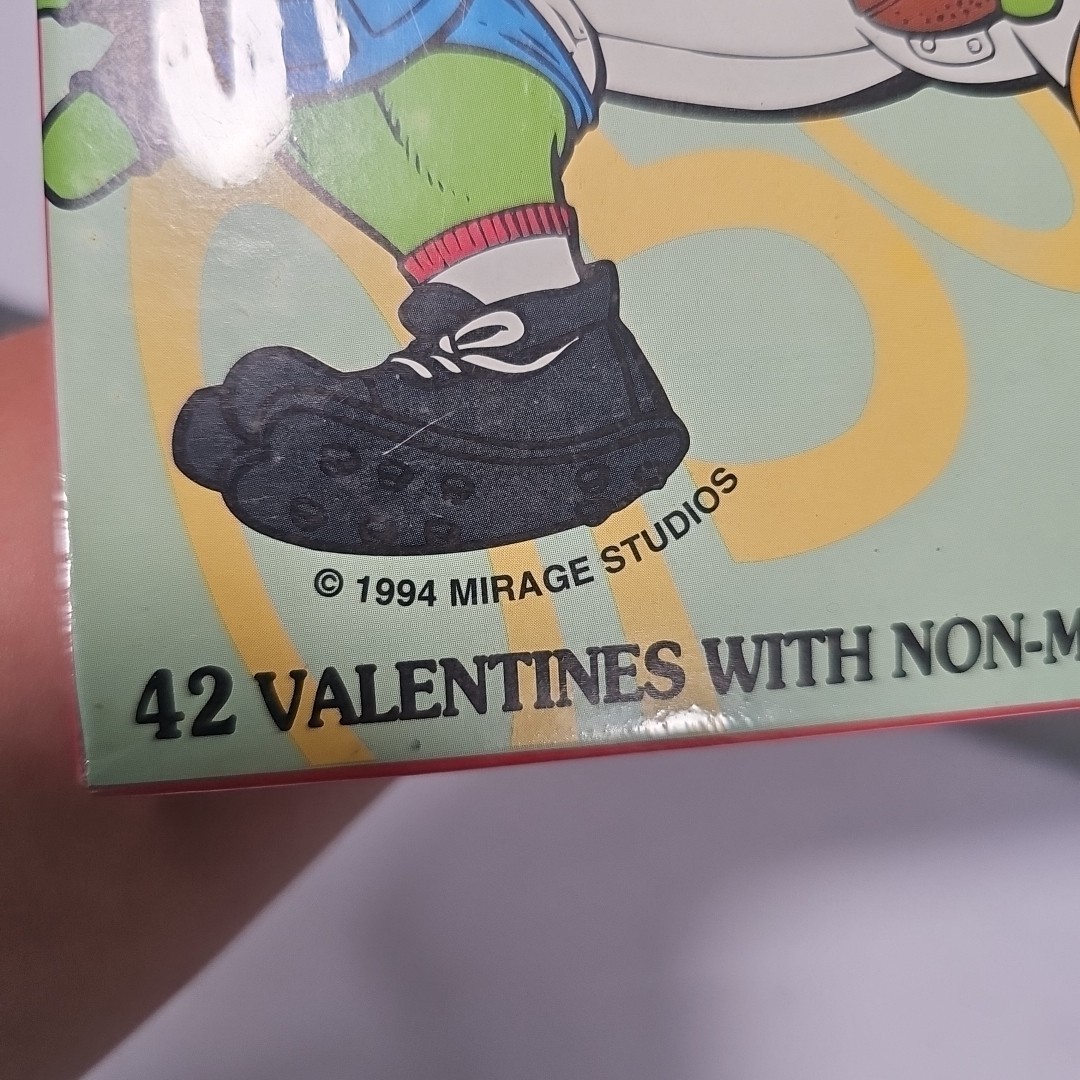 © 1994 MIRAGE STUDIOS
42 VALENTINES WITH NON-M